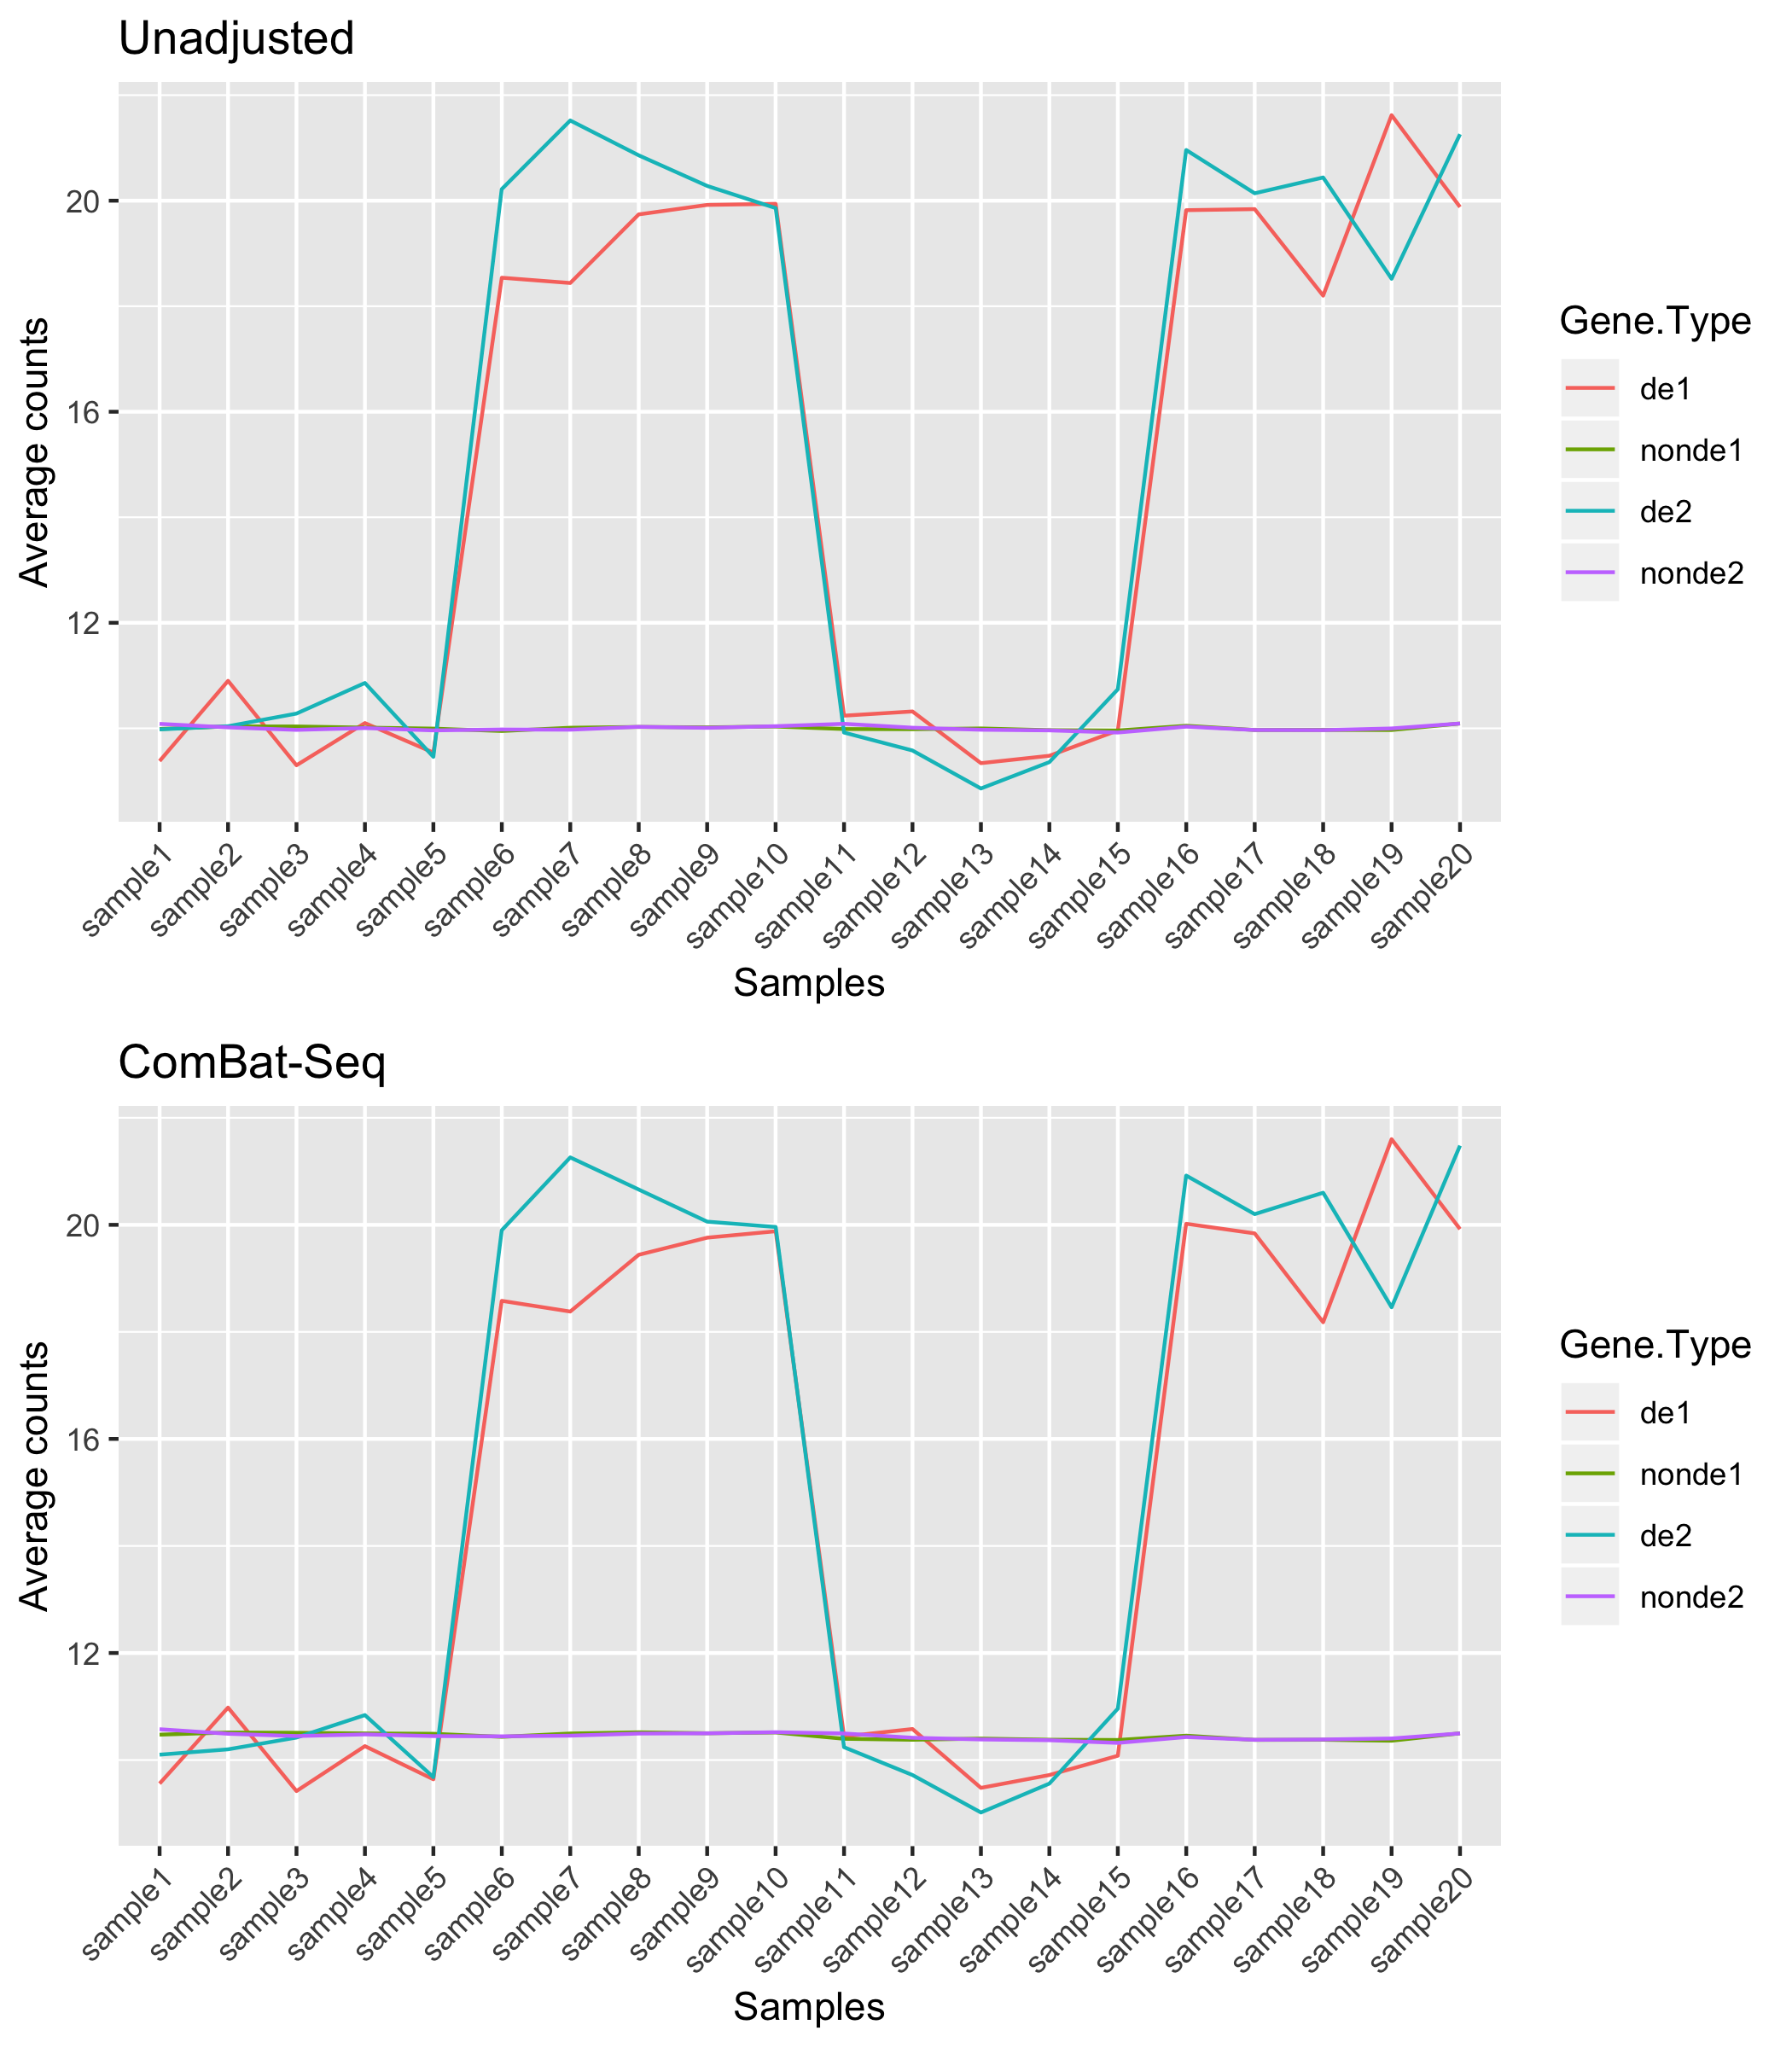 Unadjusted
20
16
12
Average counts
sample1
sample2
sample3
sample4
sample5
sample6
sample7
sample8
sample9
sample10
sample11
sample12
sample13
sample14
sample15
sample16
sample17
sample18
sample19
sample20
Samples
Gene.Type
de1
nonde1
de2
nonde2
ComBat-Seq
20
16
12
Average counts
sample1
sample2
sample3
sample4
sample5
sample6
sample7
sample8
sample9
sample10
sample11
sample12
sample13
sample14
sample15
sample16
sample17
sample18
sample19
sample20
Samples
Gene.Type
de1
nonde1
de2
nonde2